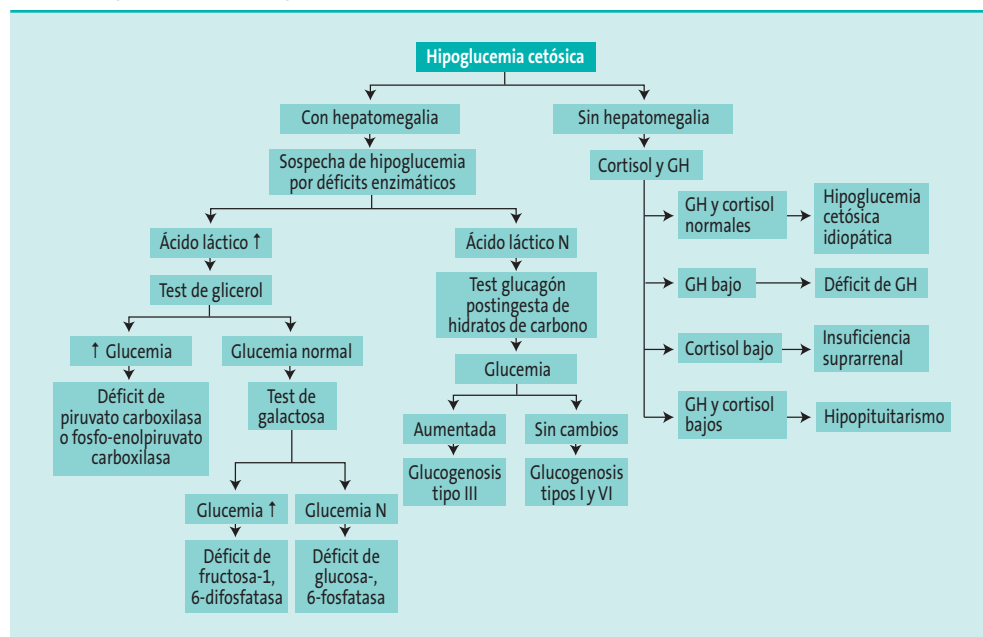 Hipoglucemia cetósica
Con hepatomegalia
Sin hepatomegalia
Sospecha de hipoglucemia
por déficits enzimáticos
Cortisol y GH
GH y cortisol
normales
Hipoglucemia
cetósica
idiopática
Ácido láctico ↑
Ácido láctico N
Test de glicerol
Test glucagón
postingesta de
hidratos de carbono
GH bajo
Déficit de GH
↑ Glucemia
Glucemia normal
Glucemia
Cortisol bajo
Insuficiencia
suprarrenal
Déficit de
piruvato carboxilasa
o fosfo-enolpiruvato
carboxilasa
Test de
galactosa
Aumentada
Sin cambios
GH y cortisol
bajos
Hipopituitarismo
Glucogenosis
tipo III
Glucogenosis
tipos I y VI
Glucemia ↑
Glucemia N
Déficit de
fructosa-1,
6-difosfatasa
Déficit de
glucosa-,
6-fosfatasa